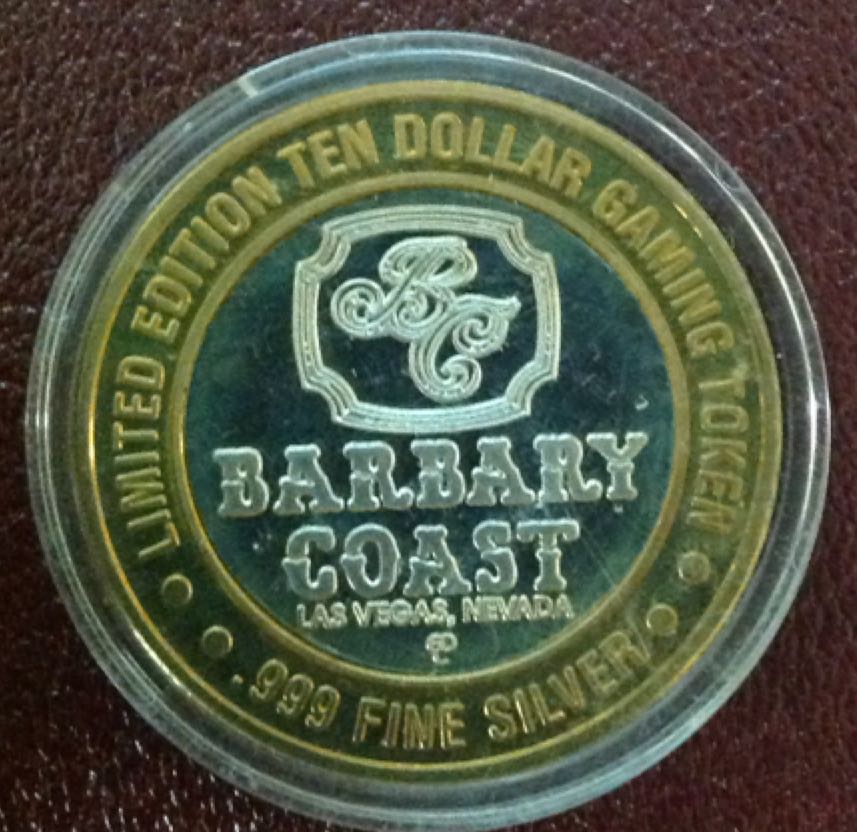 LIMITED EDITION TEN DOLLAR GAMING TOKEN
BC
BARBARY
COAST
LAS VEGAS, NEVADA
.999 FINE SILVER